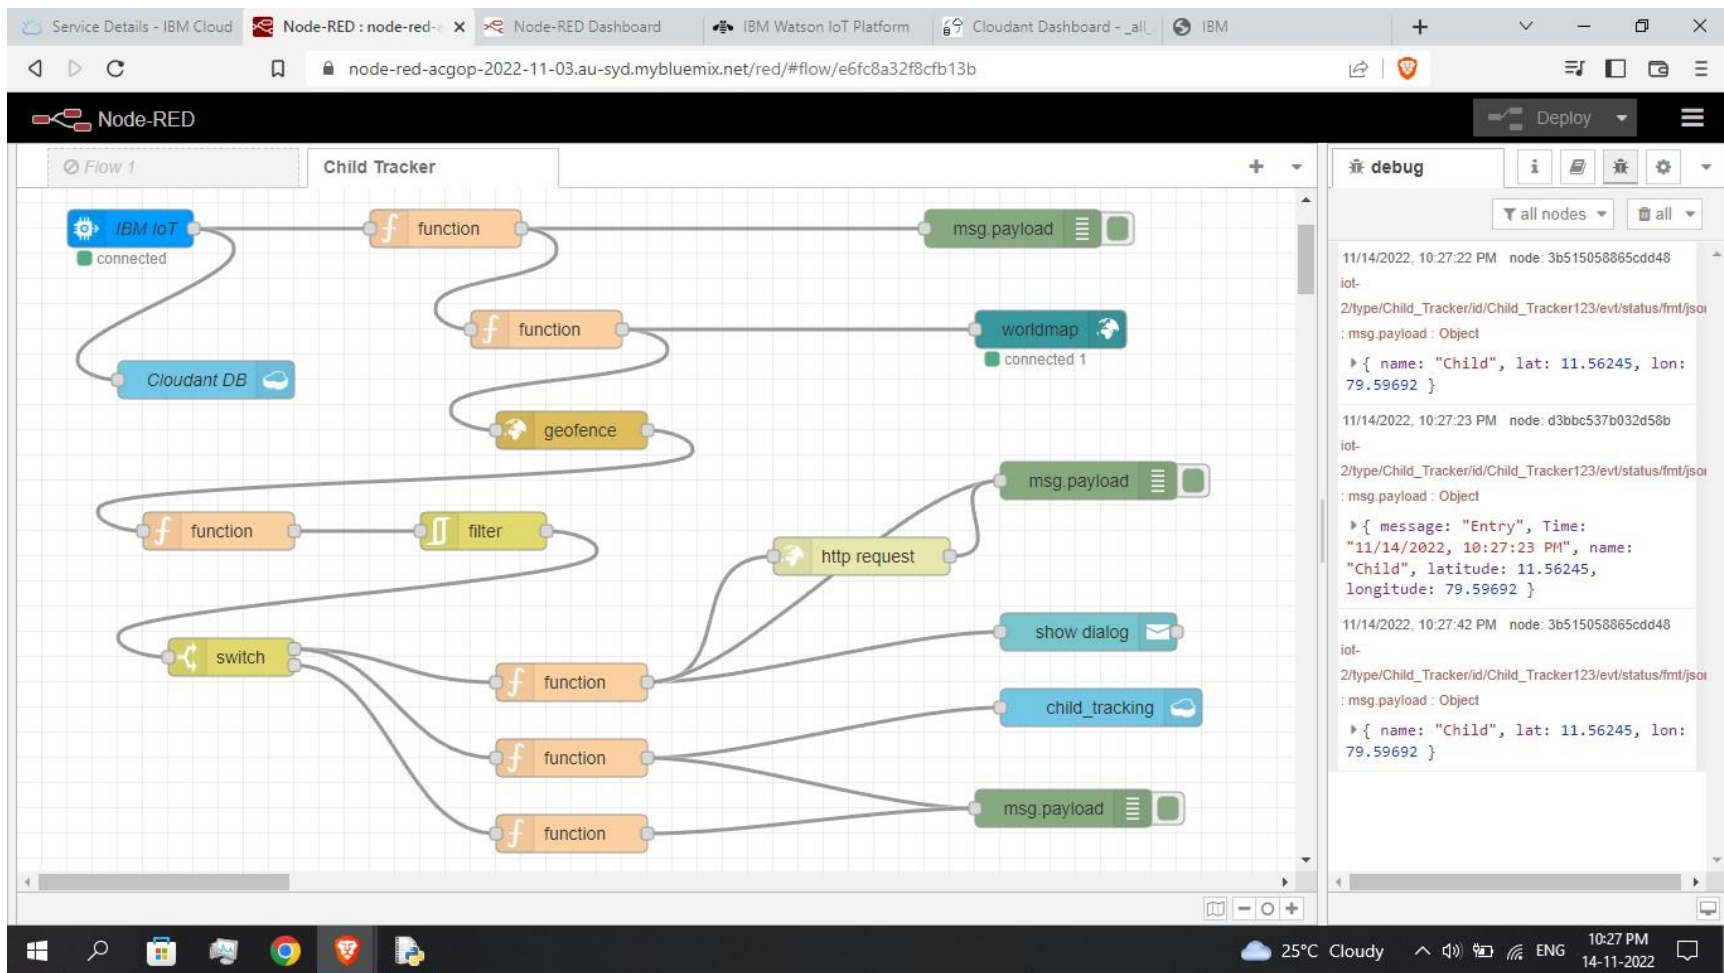 Service Details - IBM Cloud
Node-RED : node-red-a
Node-RED Dashboard
IBM Watson IoT Platform
Cloudant Dashboard - _all_
IBM
node-red-acgop-2022-11-03.au-syd.mybluemix.net/red/#flow/e6fc8a32f8cfb13b
Node-RED
Deploy
Flow 1
Child Tracker
debug
i
all nodes
all
IBM IoT
connected
function
msg.payload
function
worldmap
connected 1
Cloudant DB
geofence
msg.payload
function
filter
http request
show dialog
switch
function
child_tracking
function
msg.payload
function
11/14/2022, 10:27:22 PM node: 3b515058865cdd48
iot-
2/type/Child_Tracker/id/Child_Tracker123/evt/status/fmt/json
: msg.payload : Object
{ name: "Child", lat: 11.56245, lon:
79.59692 }
11/14/2022, 10:27:23 PM node: d3bbc537b032d58b
iot-
2/type/Child_Tracker/id/Child_Tracker123/evt/status/fmt/json
: msg.payload : Object
{ message: "Entry", Time:
"11/14/2022, 10:27:23 PM", name:
"Child", latitude: 11.56245,
longitude: 79.59692 }
11/14/2022, 10:27:42 PM node: 3b515058865cdd48
iot-
2/type/Child_Tracker/id/Child_Tracker123/evt/status/fmt/json
: msg.payload : Object
{ name: "Child", lat: 11.56245, lon:
79.59692 }
25°C Cloudy
ENG
10:27 PM
14-11-2022